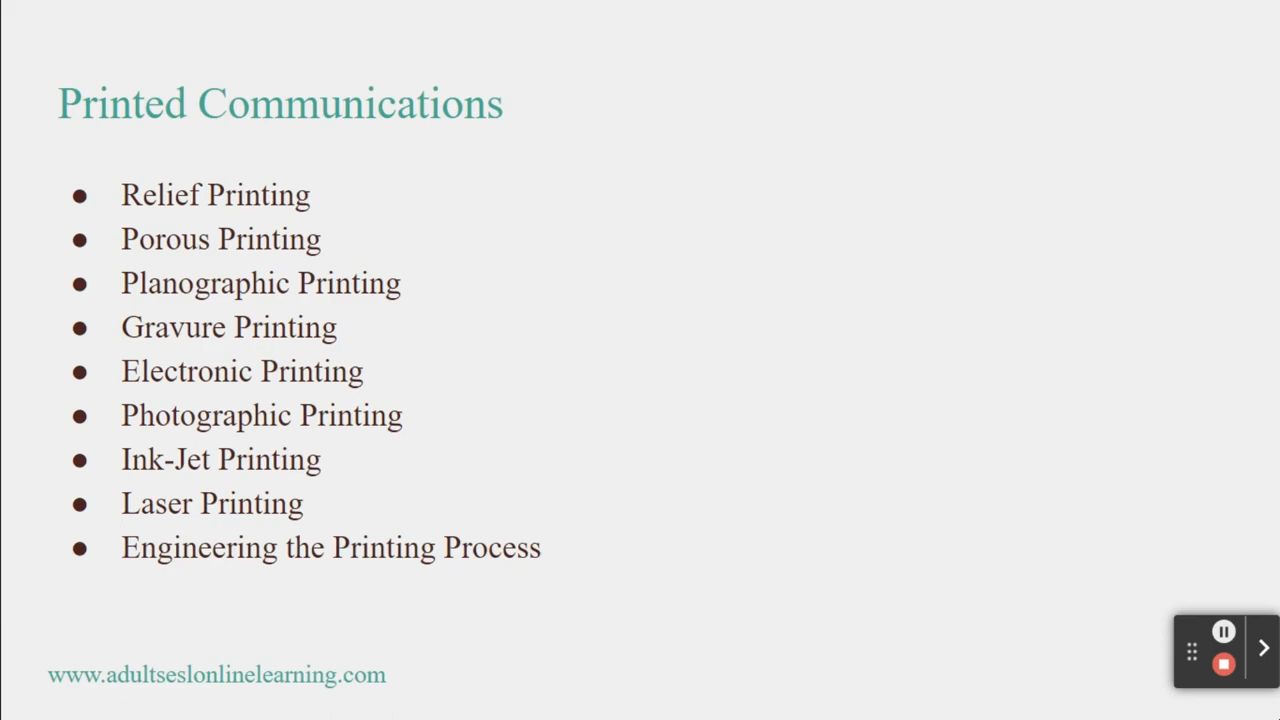 Printed Communications
● Relief Printing
● Porous Printing
● Planographic Printing
● Gravure Printing
● Electronic Printing
● Photographic Printing
● Ink-Jet Printing
● Laser Printing
● Engineering the Printing Process
www.adultseslonlinelearning.com